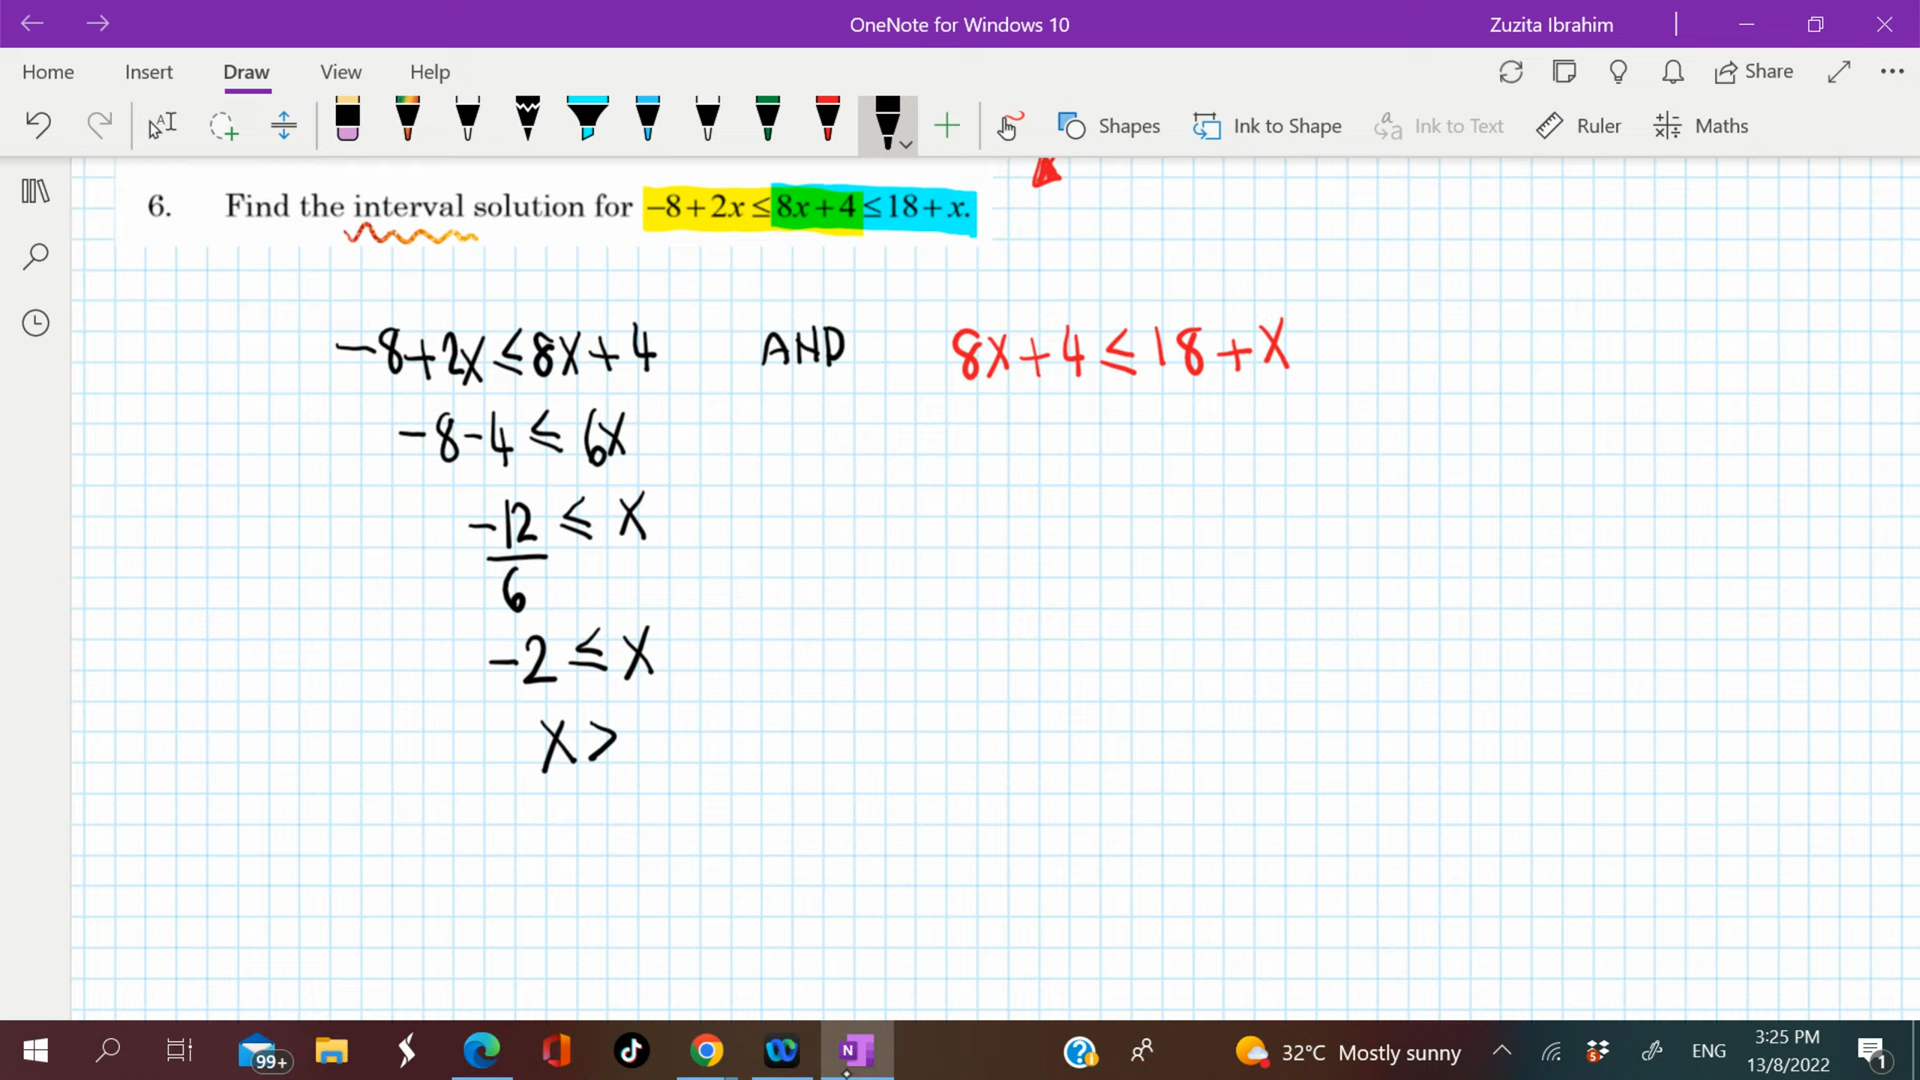 OneNote for Windows 10
Zuzita Ibrahim
Home Insert Draw View Help
Share
Shapes Ink to Shape Ink to Text Ruler Maths
6. Find the interval solution for −8+2x≤8x+4≤18+x.
−8+2x≤8x+4 AND 8x+4≤18+x
−8−4≤6x
−12≤x
6
−2≤x
x>
99+
32°C Mostly sunny
ENG
3:25 PM
13/8/2022
1